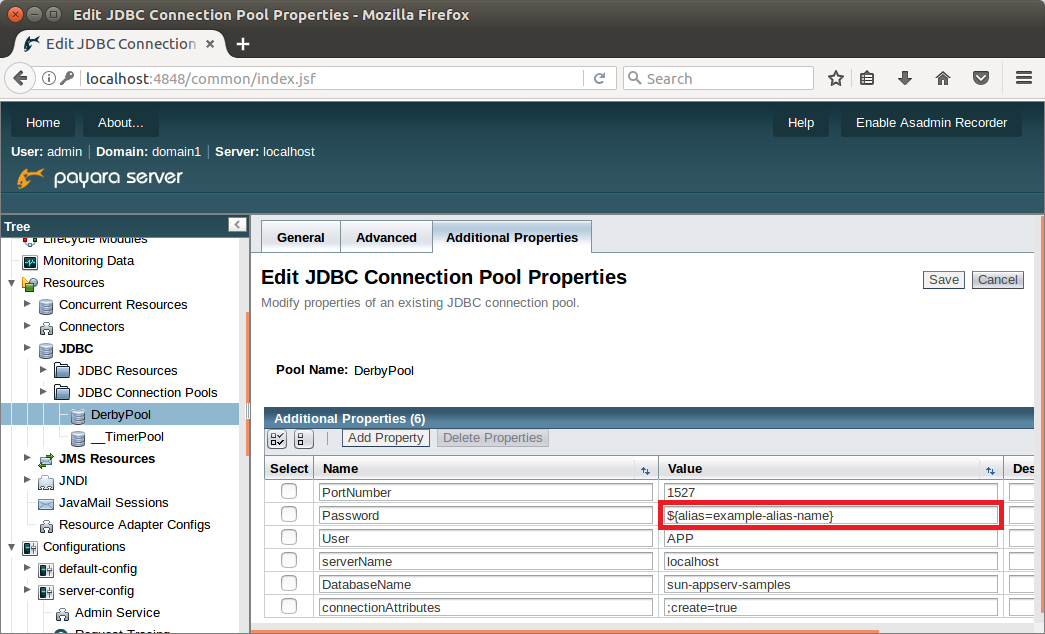 Edit JDBC Connection Pool Properties - Mozilla Firefox
Edit JDBC Connection
localhost:4848/common/index.jsf
Search
Home About... Help Enable Asadmin Recorder
User: admin Domain: domain1 Server: localhost
payara server
Tree
Lifecycle Modules
Monitoring Data
Resources
Concurrent Resources
Connectors
JDBC
JDBC Resources
JDBC Connection Pools
DerbyPool
__TimerPool
JMS Resources
JNDI
JavaMail Sessions
Resource Adapter Configs
Configurations
default-config
server-config
Admin Service
Request Tracing
General Advanced Additional Properties
Edit JDBC Connection Pool Properties
Save Cancel
Modify properties of an existing JDBC connection pool.
Pool Name: DerbyPool
Additional Properties (6)
Add Property Delete Properties
Select Name Value Des
PortNumber 1527
Password ${alias=example-alias-name}
User APP
serverName localhost
DatabaseName sun-appserv-samples
connectionAttributes ;create=true